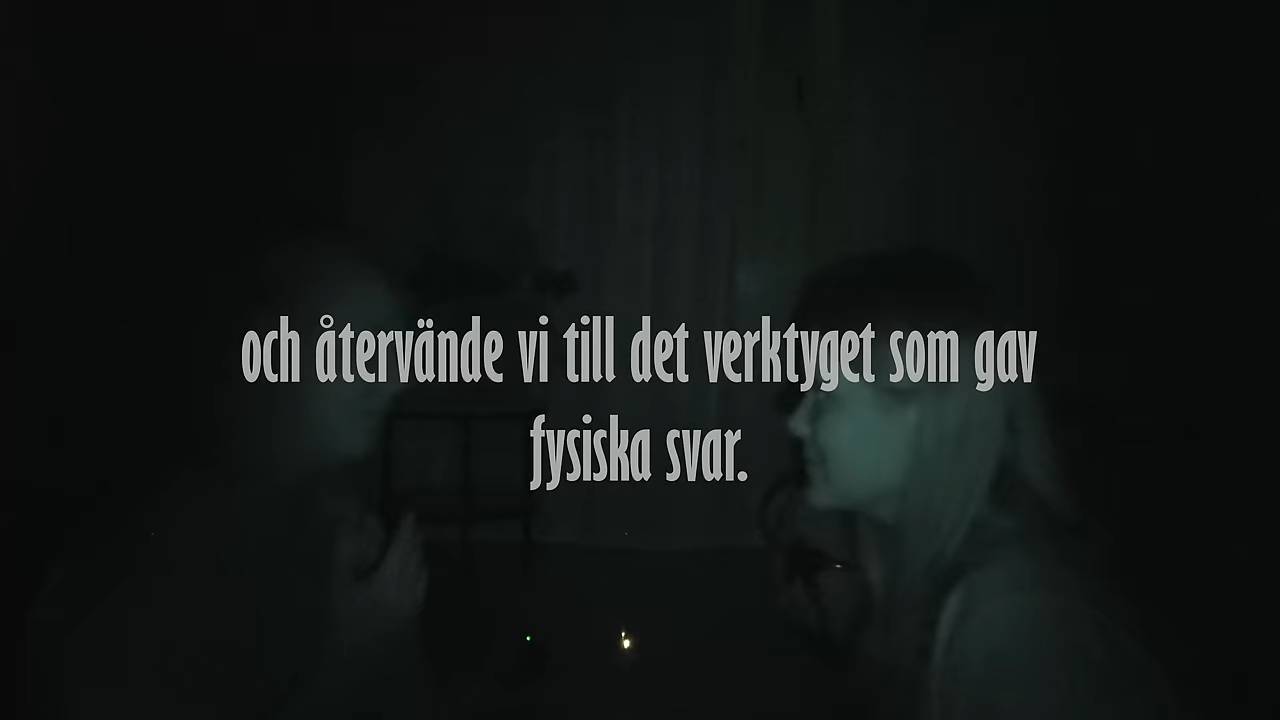 och återvände vi till det verktyget som gav
fysiska svar.